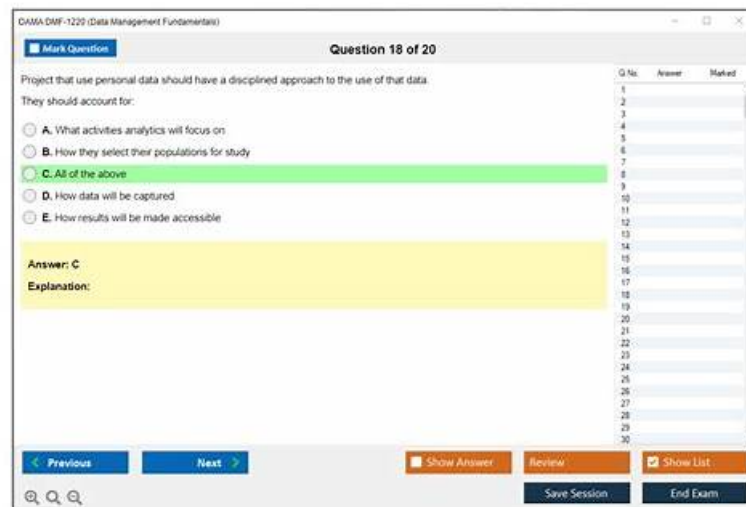 DAMA DMF-1220 (Data Management Fundamentals)
Mark Question
Question 18 of 20
Project that use personal data should have a disciplined approach to the use of that data.
They should account for:
A. What activities analytics will focus on
B. How they select their populations for study
C. All of the above
D. How data will be captured
E. How results will be made accessible
Answer: C
Explanation:
Q.No. Answer Marked
1
2
3
4
5
6
7
8
9
10
11
12
13
14
15
16
17
18
19
20
21
22
23
24
25
26
27
28
29
30
Previous
Next
Show Answer
Review
Show List
Save Session
End Exam